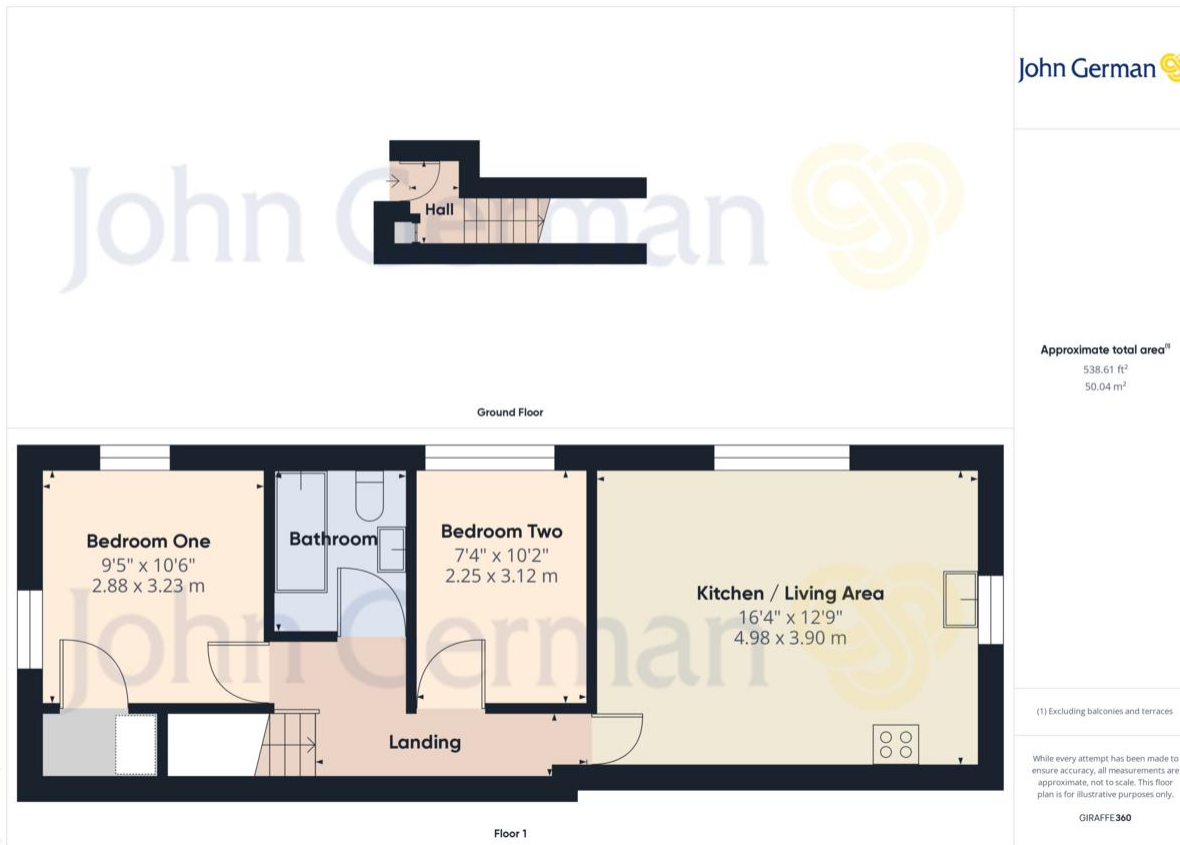 John German
John German
Hall
Ground Floor
Approximate total area(1)
538.61 ft²
50.04 m²
Bedroom One
9'5" x 10'6"
2.88 x 3.23 m
Bathroom
Bedroom Two
7'4" x 10'2"
2.25 x 3.12 m
Kitchen / Living Area
16'4" x 12'9"
4.98 x 3.90 m
John German
Landing
Floor 1
(1) Excluding balconies and terraces
While every attempt has been made to
ensure accuracy, all measurements are
approximate, not to scale. This floor
plan is for illustrative purposes only.
GIRAFFE360